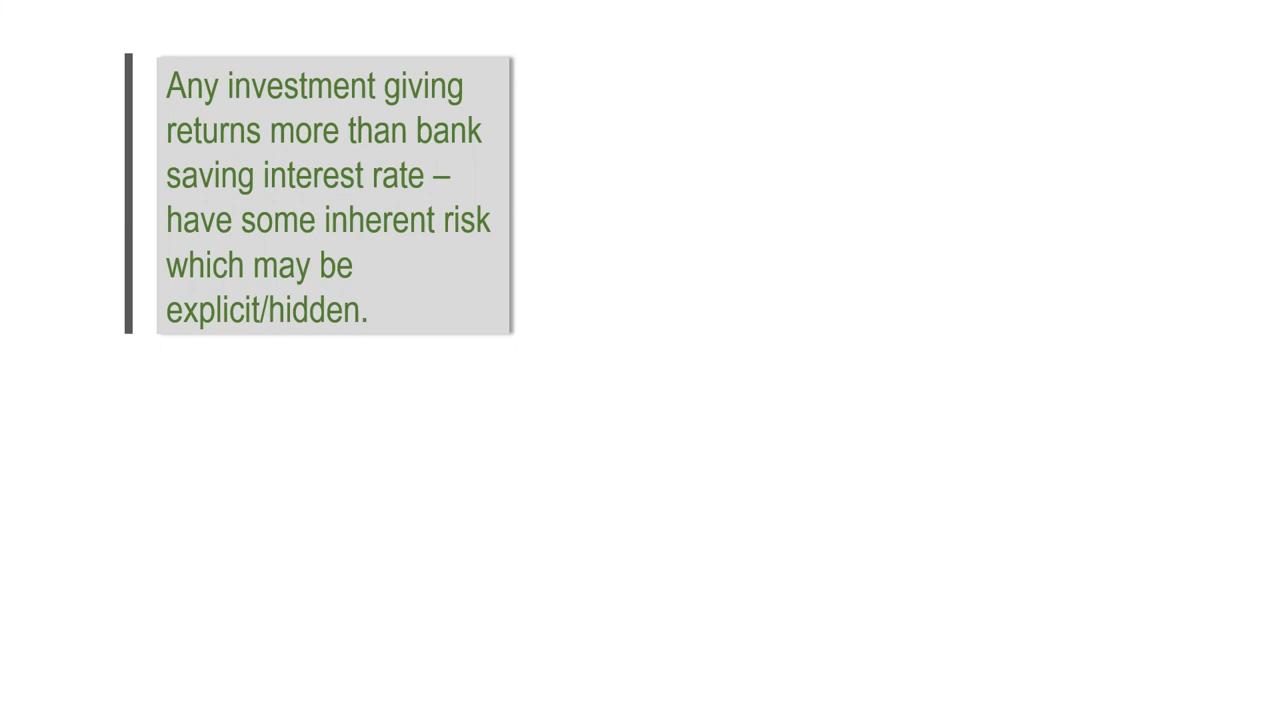 Any investment giving
returns more than bank
saving interest rate –
have some inherent risk
which may be
explicit/hidden.